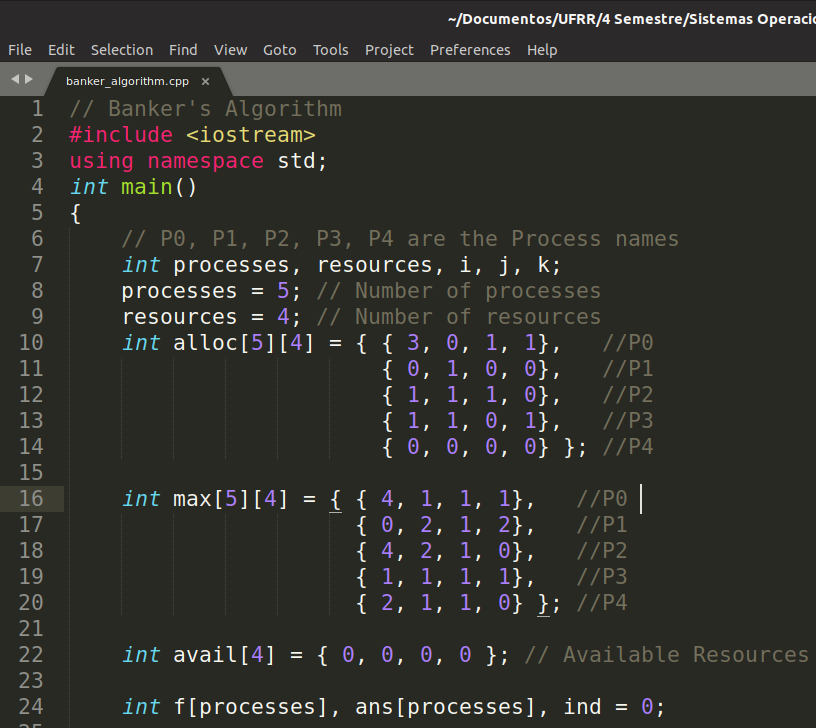 ~/Documentos/UFRR/4 Semestre/Sistemas Operacio
File Edit Selection Find View Goto Tools Project Preferences Help
banker_algorithm.cpp ×
1 // Banker's Algorithm
2 #include <iostream>
3 using namespace std;
4 int main()
5 {
6 // P0, P1, P2, P3, P4 are the Process names
7 int processes, resources, i, j, k;
8 processes = 5; // Number of processes
9 resources = 4; // Number of resources
10 int alloc[5][4] = { { 3, 0, 1, 1}, //P0
11 { 0, 1, 0, 0}, //P1
12 { 1, 1, 1, 0}, //P2
13 { 1, 1, 0, 1}, //P3
14 { 0, 0, 0, 0} }; //P4
15
16 int max[5][4] = { { 4, 1, 1, 1}, //P0
17 { 0, 2, 1, 2}, //P1
18 { 4, 2, 1, 0}, //P2
19 { 1, 1, 1, 1}, //P3
20 { 2, 1, 1, 0} }; //P4
21
22 int avail[4] = { 0, 0, 0, 0 }; // Available Resources
23
24 int f[processes], ans[processes], ind = 0;